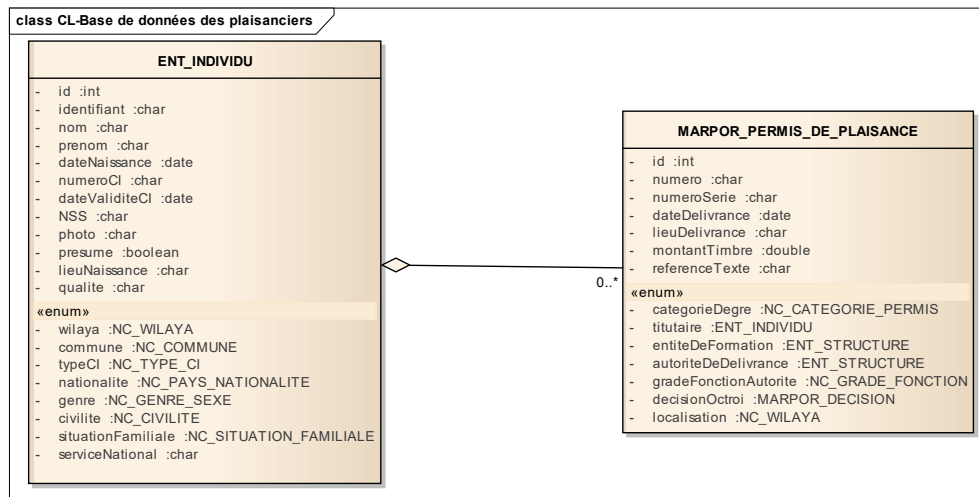 class CL-Base de données des plaisanciers
ENT_INDIVIDU
- id :int
- identifiant :char
- nom :char
- prenom :char
- dateNaissance :date
- numeroCI :char
- dateValiditeCI :date
- NSS :char
- photo :char
- presume :boolean
- lieuNaissance :char
- qualite :char
«enum»
- wilaya :NC_WILAYA
- commune :NC_COMMUNE
- typeCI :NC_TYPE_CI
- nationalite :NC_PAYS_NATIONALITE
- genre :NC_GENRE_SEXE
- civilite :NC_CIVILITE
- situationFamiliale :NC_SITUATION_FAMILIALE
- serviceNational :char
0..*
MARPOR_PERMIS_DE_PLAISANCE
- id :int
- numero :char
- numeroSerie :char
- dateDelivrance :date
- lieuDelivrance :char
- montantTimbre :double
- referenceTexte :char
«enum»
- categorieDegre :NC_CATEGORIE_PERMIS
- titutaire :ENT_INDIVIDU
- entiteDeFormation :ENT_STRUCTURE
- autoriteDeDelivrance :ENT_STRUCTURE
- gradeFonctionAutorite :NC_GRADE_FONCTION
- decisionOctroi :MARPOR_DECISION
- localisation :NC_WILAYA